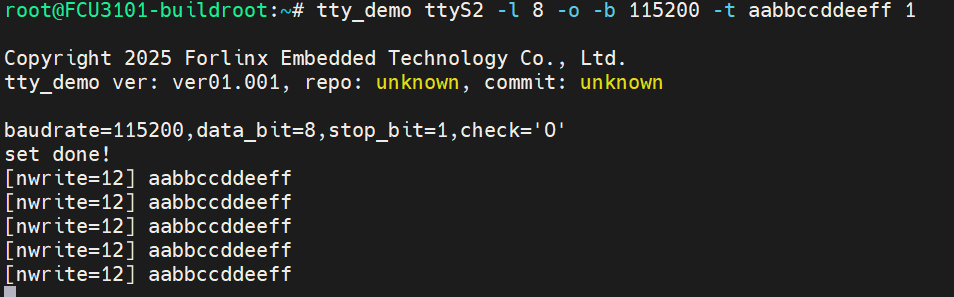 root@FCU3101-buildroot:~# tty_demo ttyS2 -l 8 -o -b 115200 -t aabbccddeeff 1
Copyright 2025 Forlinx Embedded Technology Co., Ltd.
tty_demo ver: ver01.001, repo: unknown, commit: unknown
baudrate=115200,data_bit=8,stop_bit=1,check='O'
set done!
[nwrite=12] aabbccddeeff
[nwrite=12] aabbccddeeff
[nwrite=12] aabbccddeeff
[nwrite=12] aabbccddeeff
[nwrite=12] aabbccddeeff